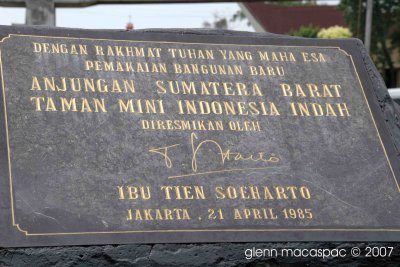 DENGAN RAKHMAT TUHAN YANG MAHA ESA
PEMAKAIAN BANGUNAN BARU
ANJUNGAN SUMATERA BARAT
TAMAN MINI INDONESIA INDAH
DIRESMIKAN OLEH
IBU TIEN SOEHARTO
JAKARTA, 21 APRIL 1985
glenn macaspac © 2007